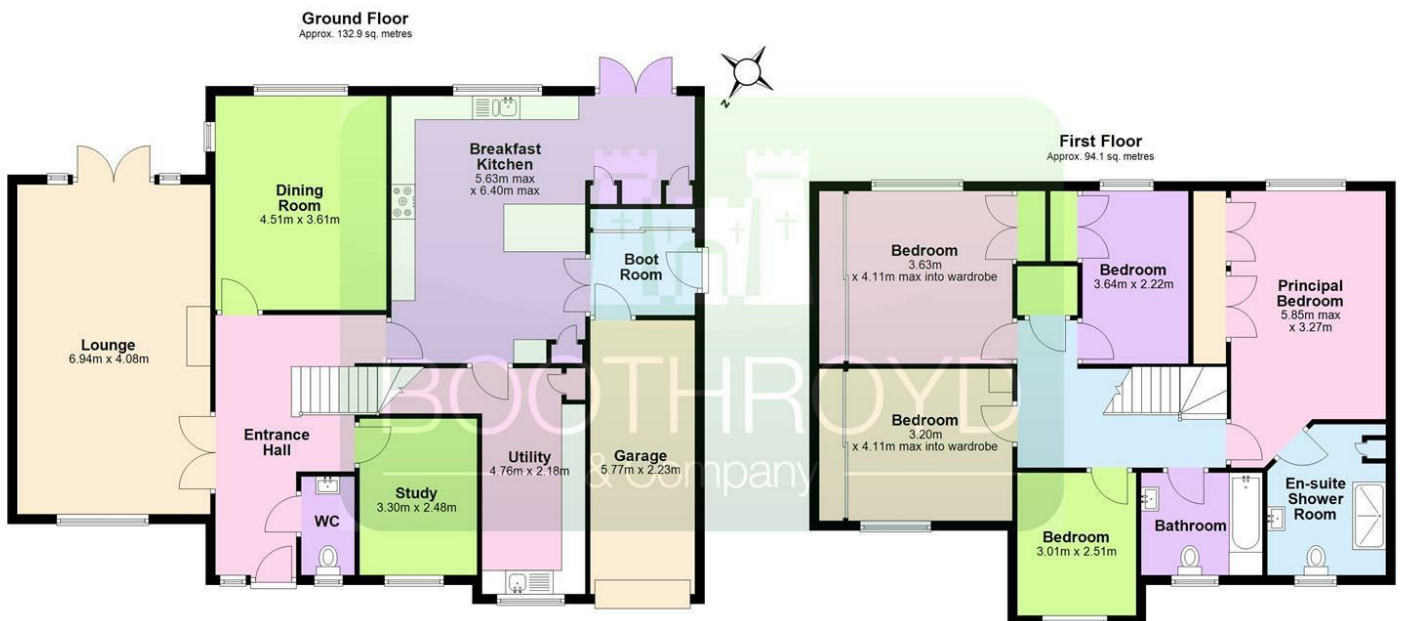 Ground Floor
Approx. 132.9 sq. metres
N
First Floor
Approx. 94.1 sq. metres
Breakfast
Kitchen
5.63m max
x 6.40m max
Dining
Room
4.51m x 3.61m
Boot
Room
Lounge
6.94m x 4.08m
Entrance
Hall
WC
Study
3.30m x 2.48m
Utility
4.76m x 2.18m
Garage
5.77m x 2.23m
Bedroom
3.63m
x 4.11m max into wardrobe
Bedroom
3.64m x 2.22m
Principal
Bedroom
5.85m max
x 3.27m
Bedroom
3.20m
x 4.11m max into wardrobe
Bedroom
3.01m x 2.51m
Bathroom
En-suite
Shower
Room
BOOTHROYD
& Company